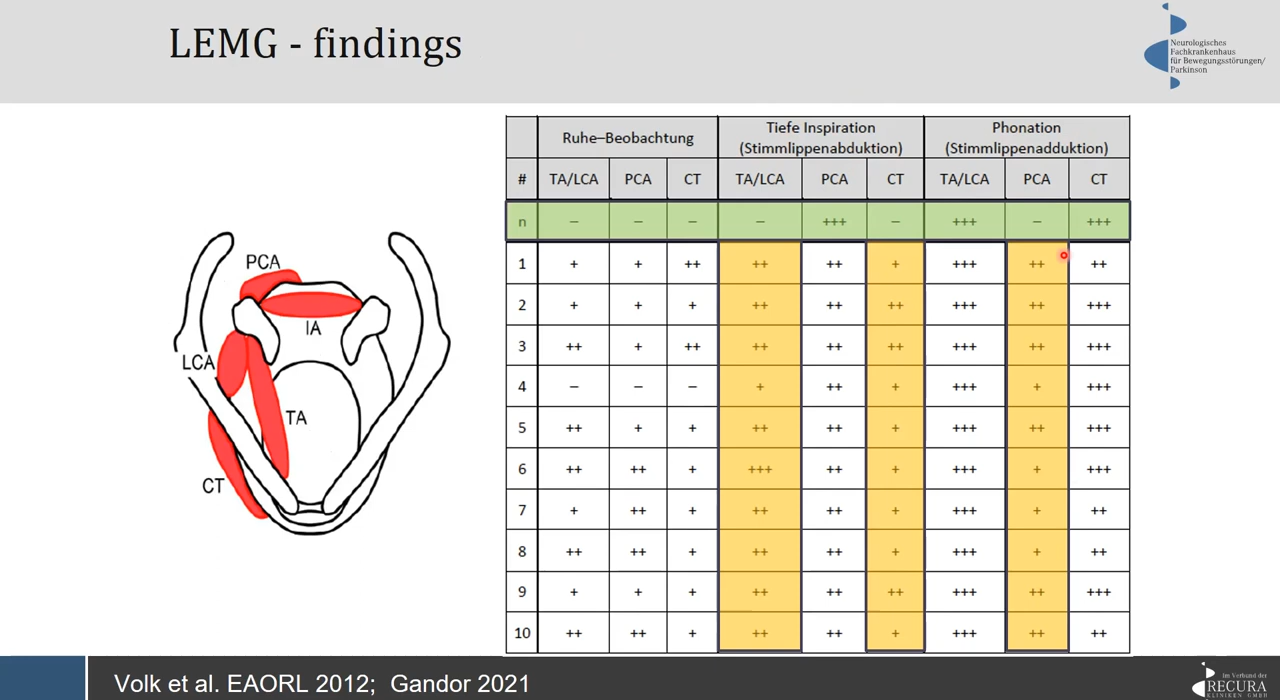 LEMG - findings
Neurologisches
Fachkrankenhaus
für Bewegungsstörungen/
Parkinson
PCA
IA
LCA
TA
CT
Ruhe–Beobachtung Tiefe Inspiration (Stimmlippenabduktion) Phonation (Stimmlippenadduktion)
# TA/LCA PCA CT TA/LCA PCA CT TA/LCA PCA CT
n – – – – +++ – +++ – +++
1 + + ++ ++ ++ + +++ ++ ++
2 + + + ++ ++ ++ +++ ++ +++
3 ++ + ++ ++ ++ ++ +++ ++ +++
4 – – – + ++ + +++ + +++
5 ++ + + ++ ++ + +++ ++ +++
6 ++ ++ + +++ ++ + +++ + +++
7 + ++ + ++ ++ + +++ + ++
8 ++ ++ + ++ ++ + +++ + ++
9 + + + ++ ++ ++ +++ ++ +++
10 ++ ++ + ++ ++ + +++ ++ ++
Volk et al. EAORL 2012; Gandor 2021
im Verbund der
RECURA
KLINIKEN GMBH